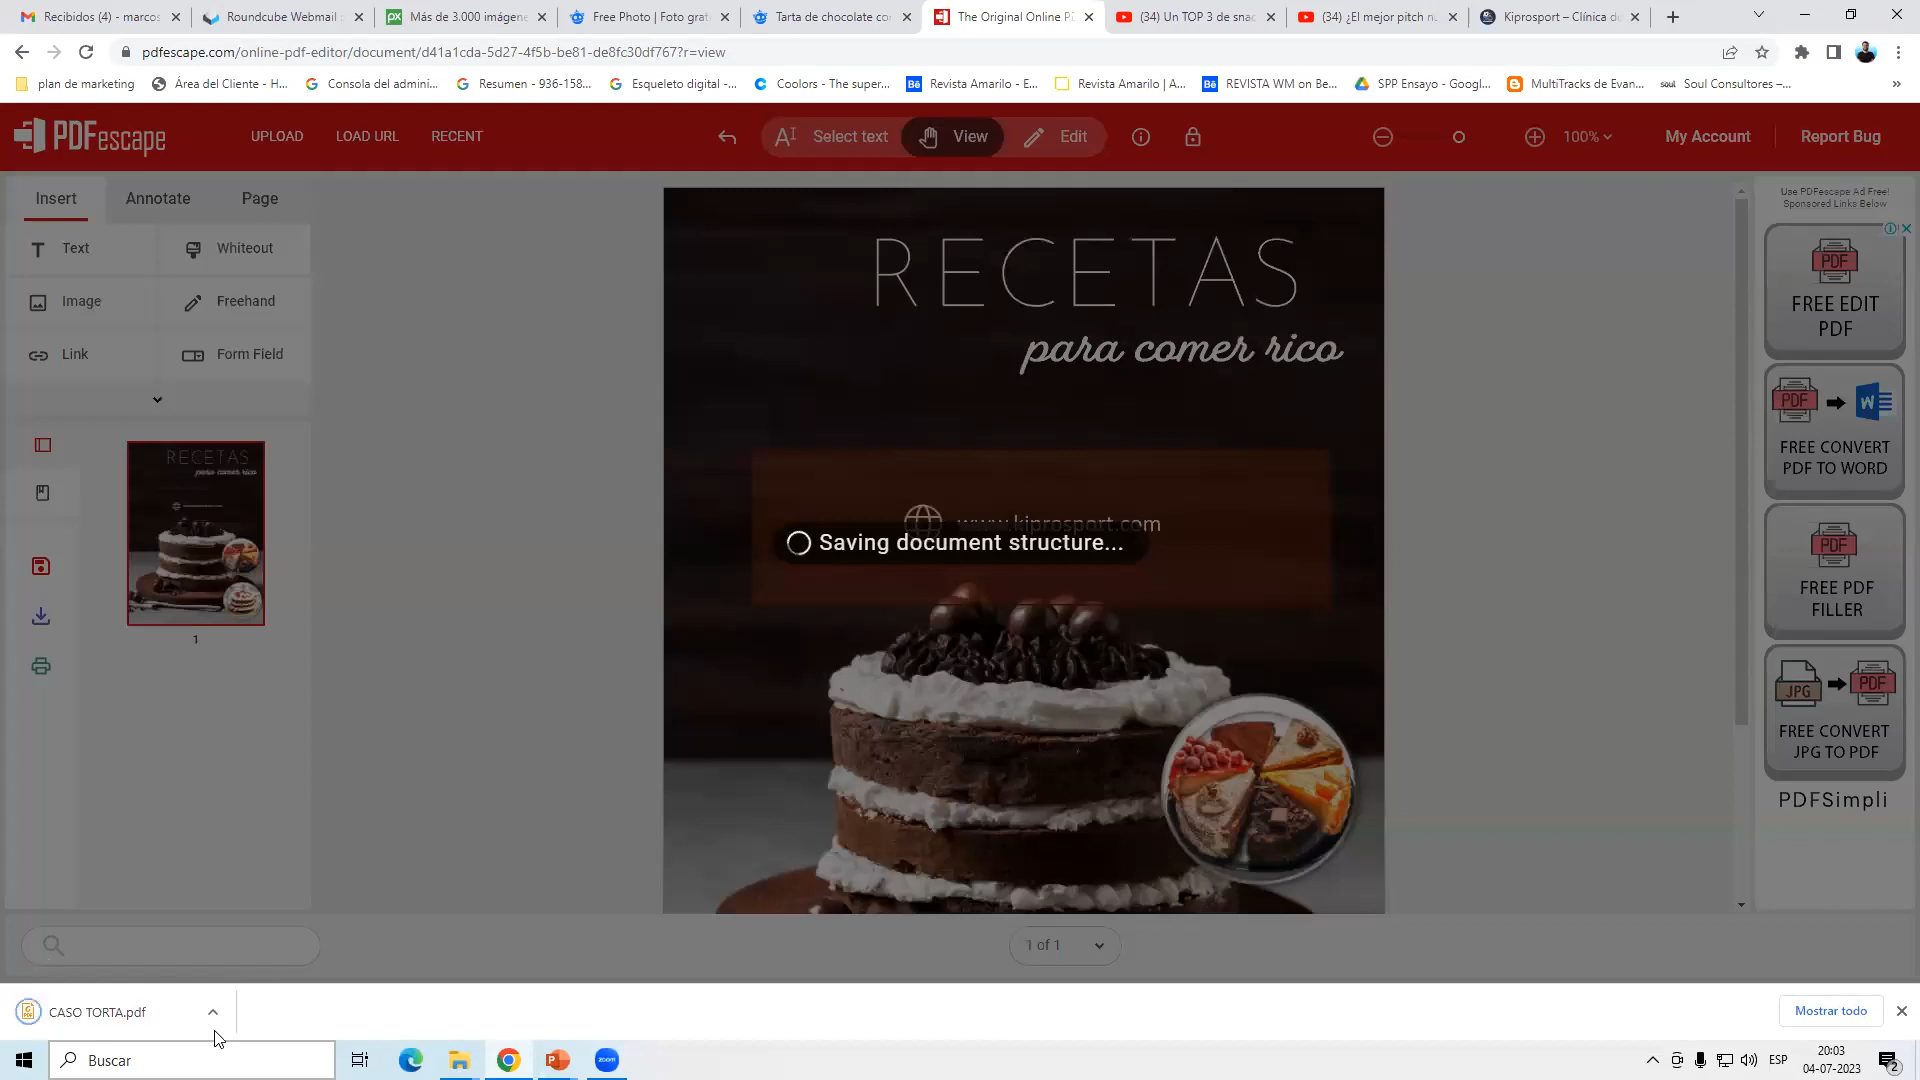 Recibidos (4) - marcos
Roundcube Webmail :
Más de 3.000 imágene
Free Photo | Foto grat
Tarta de chocolate co
The Original Online P
(34) Un TOP 3 de snac
(34) ¿El mejor pitch n
Kiprosport – Clínica d
pdfescape.com/online-pdf-editor/document/d41a1cda-5d27-4f5b-be81-de8fc30df767?r=view
plan de marketing
Área del Cliente - H...
Consola del admini...
Resumen - 936-158...
Esqueleto digital -...
Coolors - The super...
Revista Amarilo - E...
Revista Amarilo | A...
REVISTA WM on Be...
SPP Ensayo - Googl...
MultiTracks de Evan...
Soul Consultores –...
PDFescape
UPLOAD
LOAD URL
RECENT
Select text
View
Edit
100%
My Account
Report Bug
Insert
Annotate
Page
Text
Whiteout
Image
Freehand
Link
Form Field
1
RECETAS
para comer rico
www.kiprosport.com
Saving document structure...
Use PDFescape Ad Free!
Sponsored Links Below
PDF
FREE EDIT
PDF
PDF
W
FREE CONVERT
PDF TO WORD
PDF
FREE PDF
FILLER
JPG
PDF
FREE CONVERT
JPG TO PDF
PDFSimpli
1 of 1
CASO TORTA.pdf
Mostrar todo
Buscar
zoom
ESP
20:03
04-07-2023
2